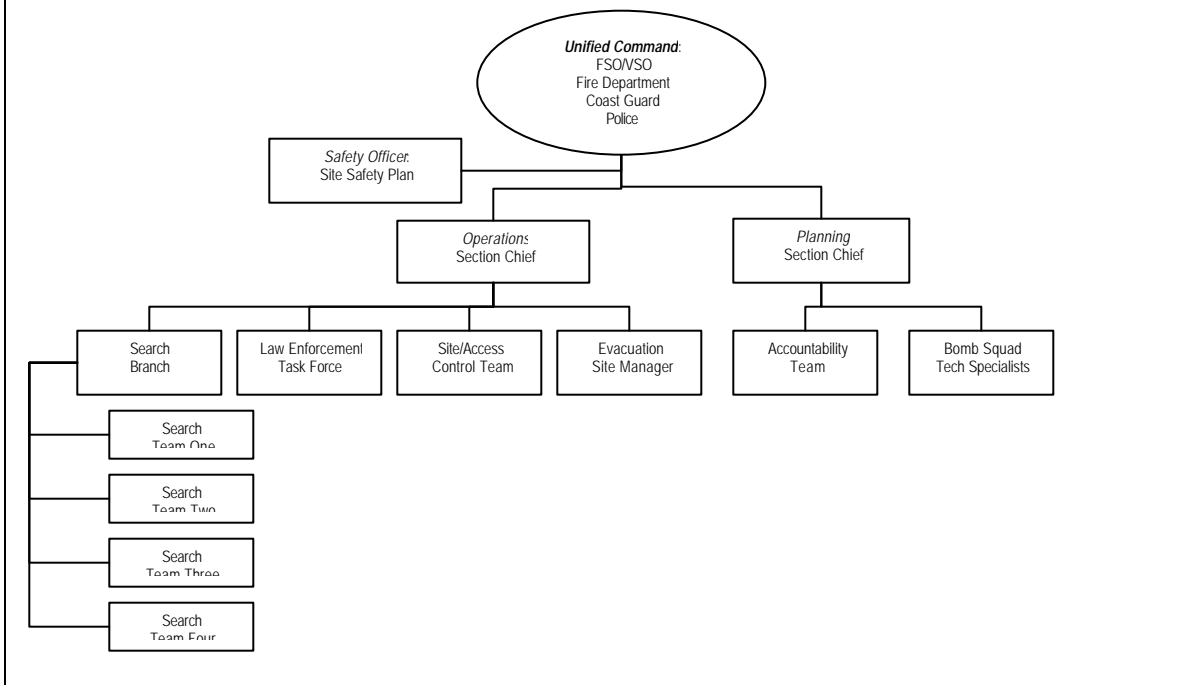 Unified Command:
FSO/VSO
Fire Department
Coast Guard
Police
Safety Officer:
Site Safety Plan
Operations
Section Chief
Planning
Section Chief
Search
Branch
Law Enforcement
Task Force
Site/Access
Control Team
Evacuation
Site Manager
Accountability
Team
Bomb Squad
Tech Specialists
Search
Team One
Search
Team Two
Search
Team Three
Search
Team Four